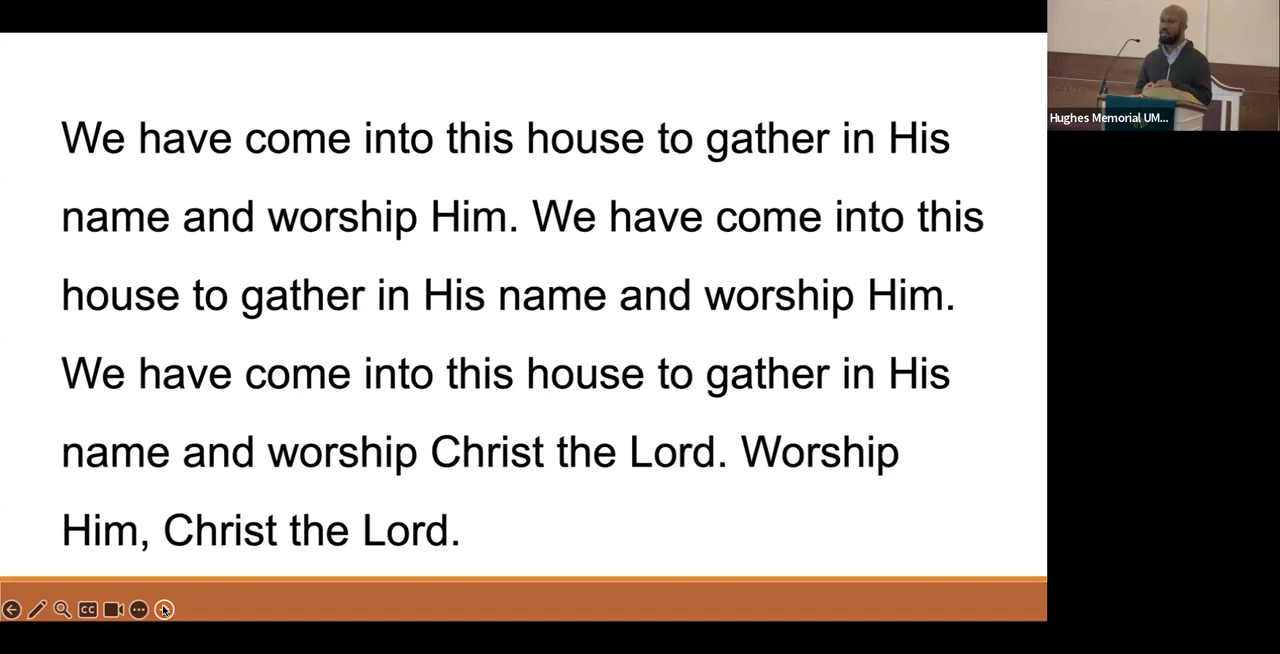 We have come into this house to gather in His
name and worship Him. We have come into this
house to gather in His name and worship Him.
We have come into this house to gather in His
name and worship Christ the Lord. Worship
Him, Christ the Lord.
Hughes Memorial UM...
CC